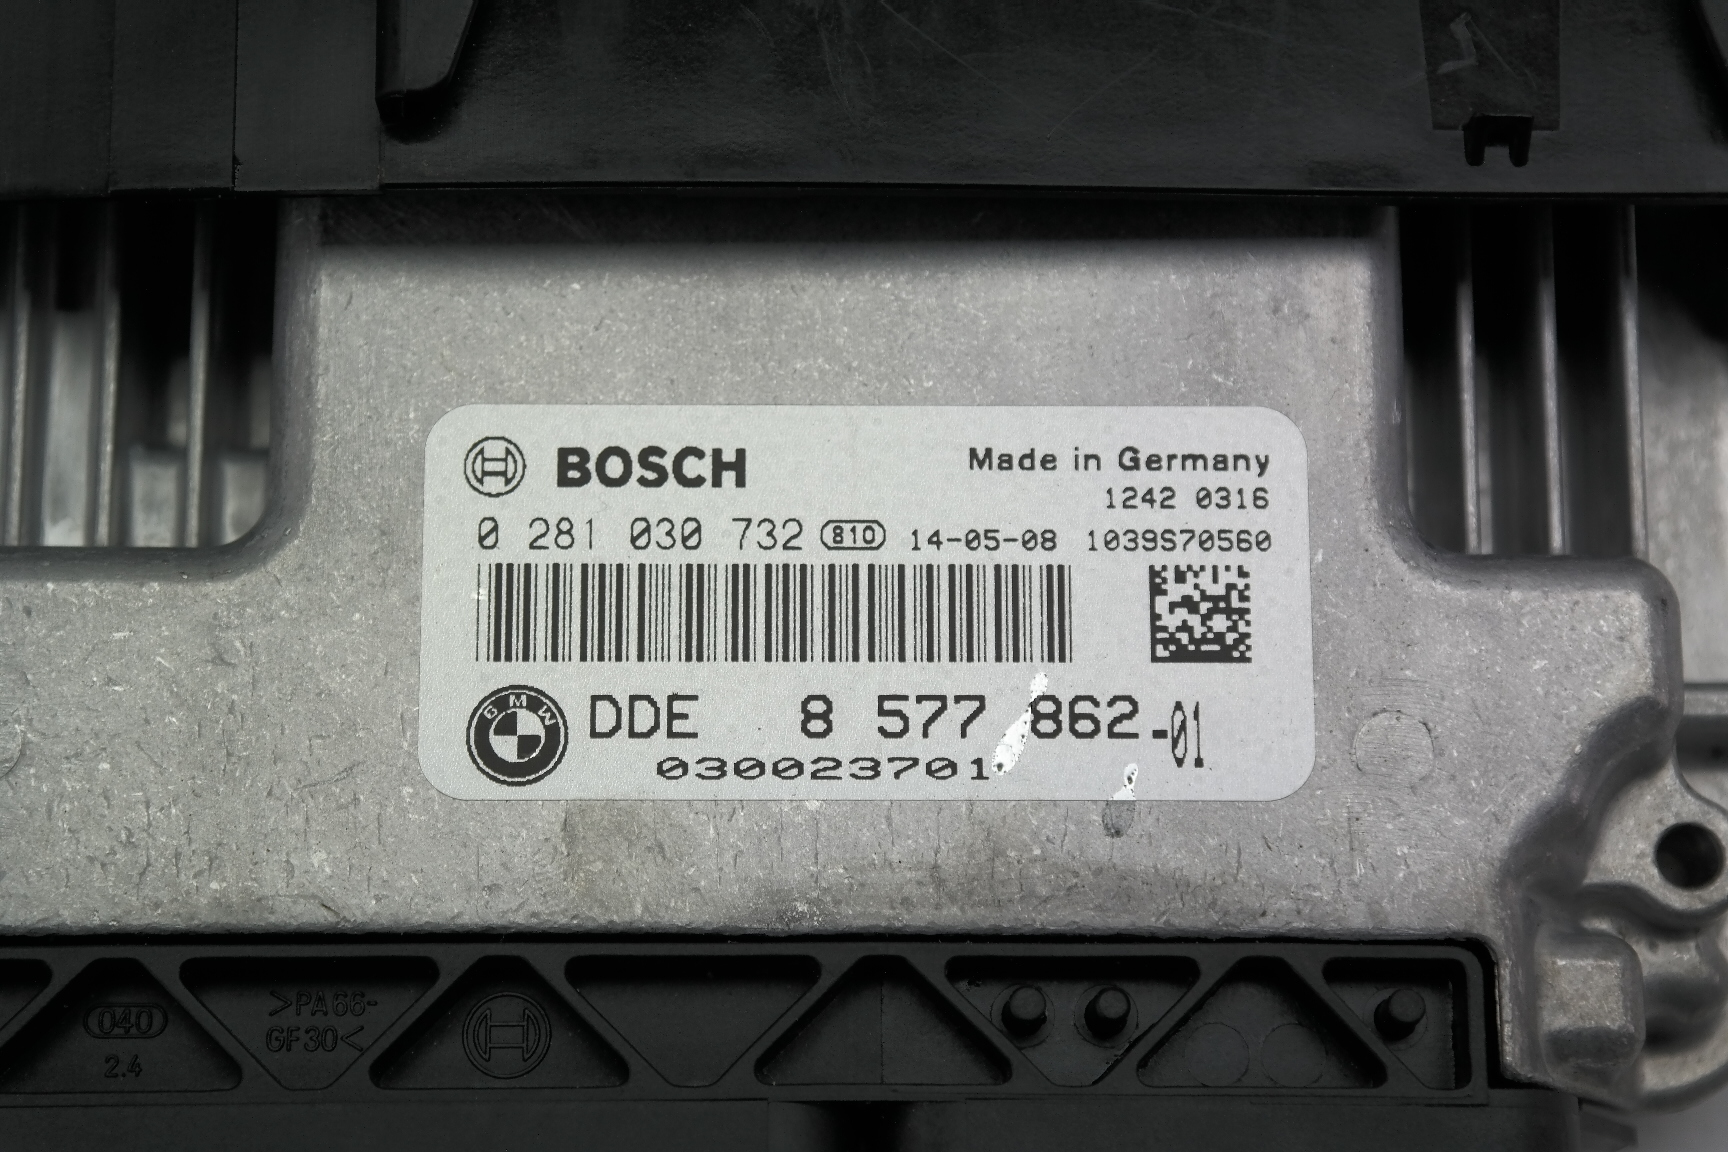 BOSCH
Made in Germany
1242 0316
0 281 030 732 810 14-05-08 1039S70560
BMW
DDE 8 577 862-01
030023701
040
2.4
>PA66-
GF30<